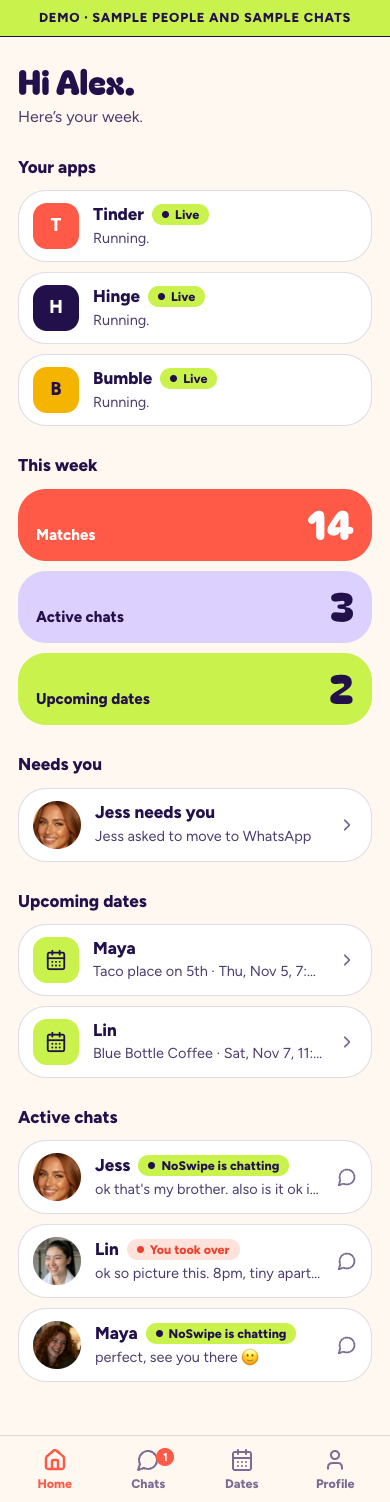 DEMO · SAMPLE PEOPLE AND SAMPLE CHATS
Hi Alex.
Here's your week.
Your apps
T
Tinder
Live
Running.
H
Hinge
Live
Running.
B
Bumble
Live
Running.
This week
Matches
14
Active chats
3
Upcoming dates
2
Needs you
Jess needs you
Jess asked to move to WhatsApp
Upcoming dates
Maya
Taco place on 5th · Thu, Nov 5, 7:...
Lin
Blue Bottle Coffee · Sat, Nov 7, 11:...
Active chats
Jess
NoSwipe is chatting
ok that's my brother. also is it ok i...
Lin
You took over
ok so picture this. 8pm, tiny apart...
Maya
NoSwipe is chatting
perfect, see you there 🙂
1
Home
Chats
Dates
Profile